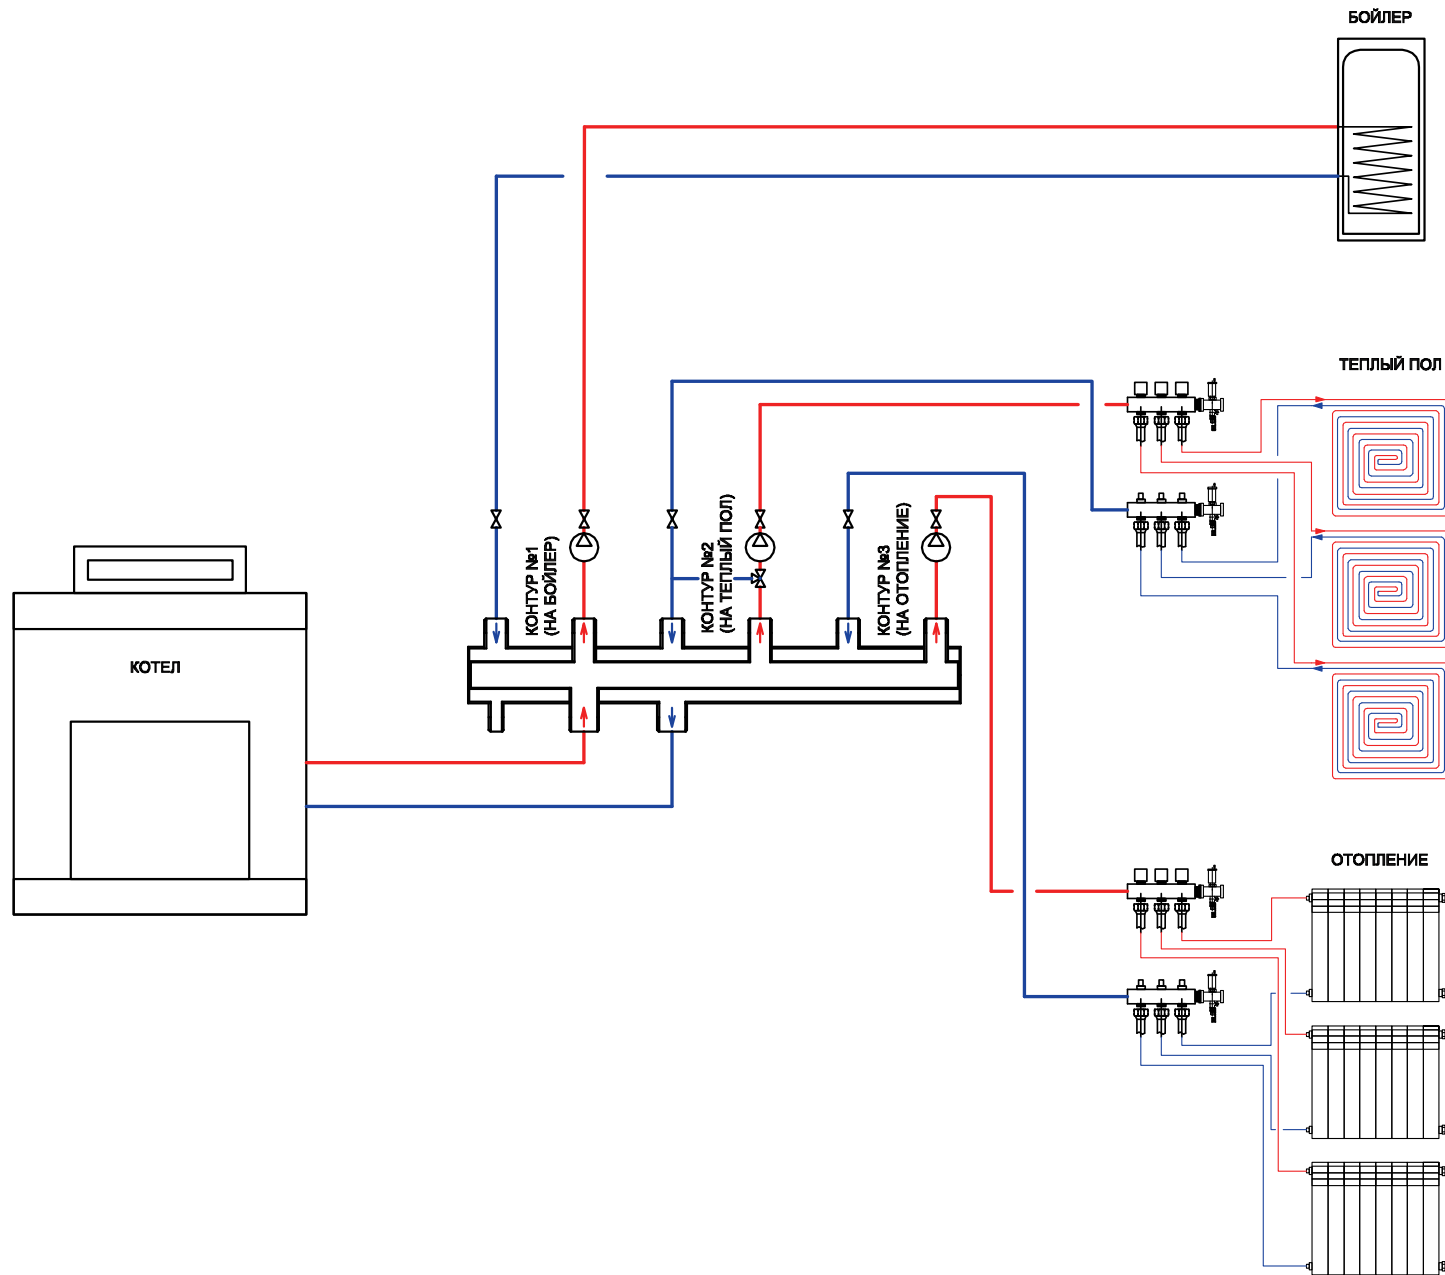 БОЙЛЕР
ТЕПЛЫЙ ПОЛ
КОНТУР №1
(НА БОЙЛЕР)
КОНТУР №2
(НА ТЕПЛЫЙ ПОЛ)
КОНТУР №3
(НА ОТОПЛЕНИЕ)
КОТЕЛ
ОТОПЛЕНИЕ